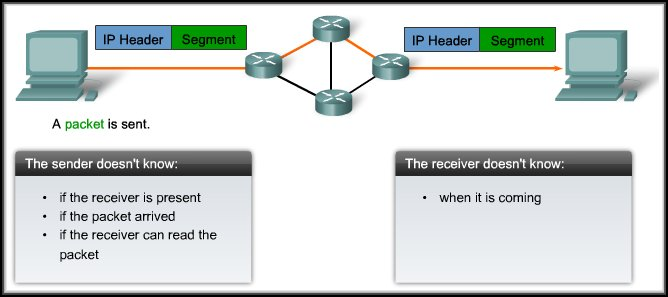 IP Header Segment
IP Header Segment
A packet is sent.
The sender doesn't know:
• if the receiver is present
• if the packet arrived
• if the receiver can read the
packet
The receiver doesn't know:
• when it is coming